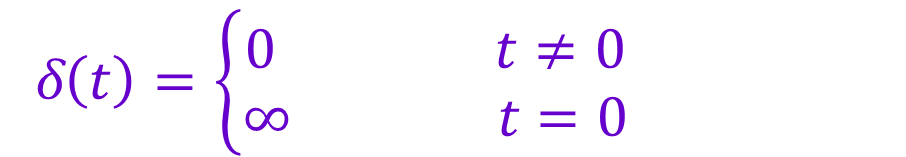 δ(t) = { 0 t ≠ 0
∞ t = 0